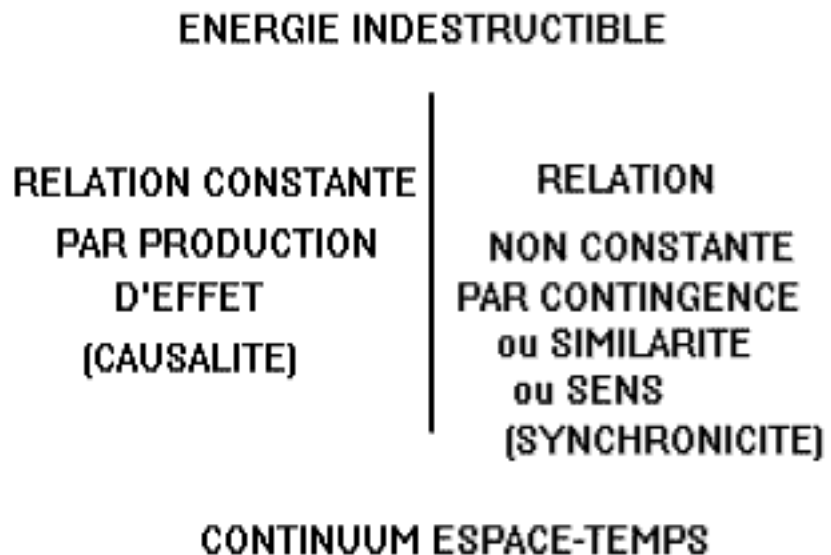 ENERGIE INDESTRUCTIBLE
RELATION CONSTANTE
PAR PRODUCTION
D'EFFET
(CAUSALITE)
RELATION
NON CONSTANTE
PAR CONTINGENCE
ou SIMILARITE
ou SENS
(SYNCHRONICITE)
CONTINUUM ESPACE-TEMPS